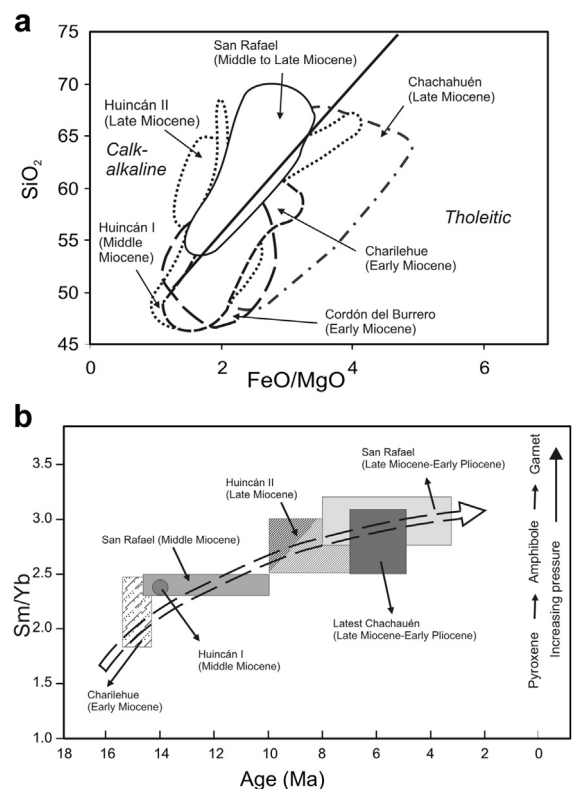 a
75
70
65
60
55
50
45
SiO2
0
2
4
6
FeO/MgO
San Rafael
(Middle to Late Miocene)
Huincán II
(Late Miocene)
Calk-
alkaline
Chachahuén
(Late Miocene)
Huincán I
(Middle
Miocene)
Tholeitic
Charilehue
(Early Miocene)
Cordón del Burrero
(Early Miocene)
b
3.5
3.0
2.5
2.0
1.5
1.0
Sm/Yb
18
16
14
12
10
8
6
4
2
0
Age (Ma)
San Rafael
(Late Miocene-Early Pliocene)
Huincán II
(Late Miocene)
San Rafael (Middle Miocene)
Latest Chachauén
(Late Miocene-Early Pliocene)
Huincán I
(Middle Miocene)
Charilehue
(Early Miocene)
Pyroxene
Amphibole
Garnet
Increasing pressure